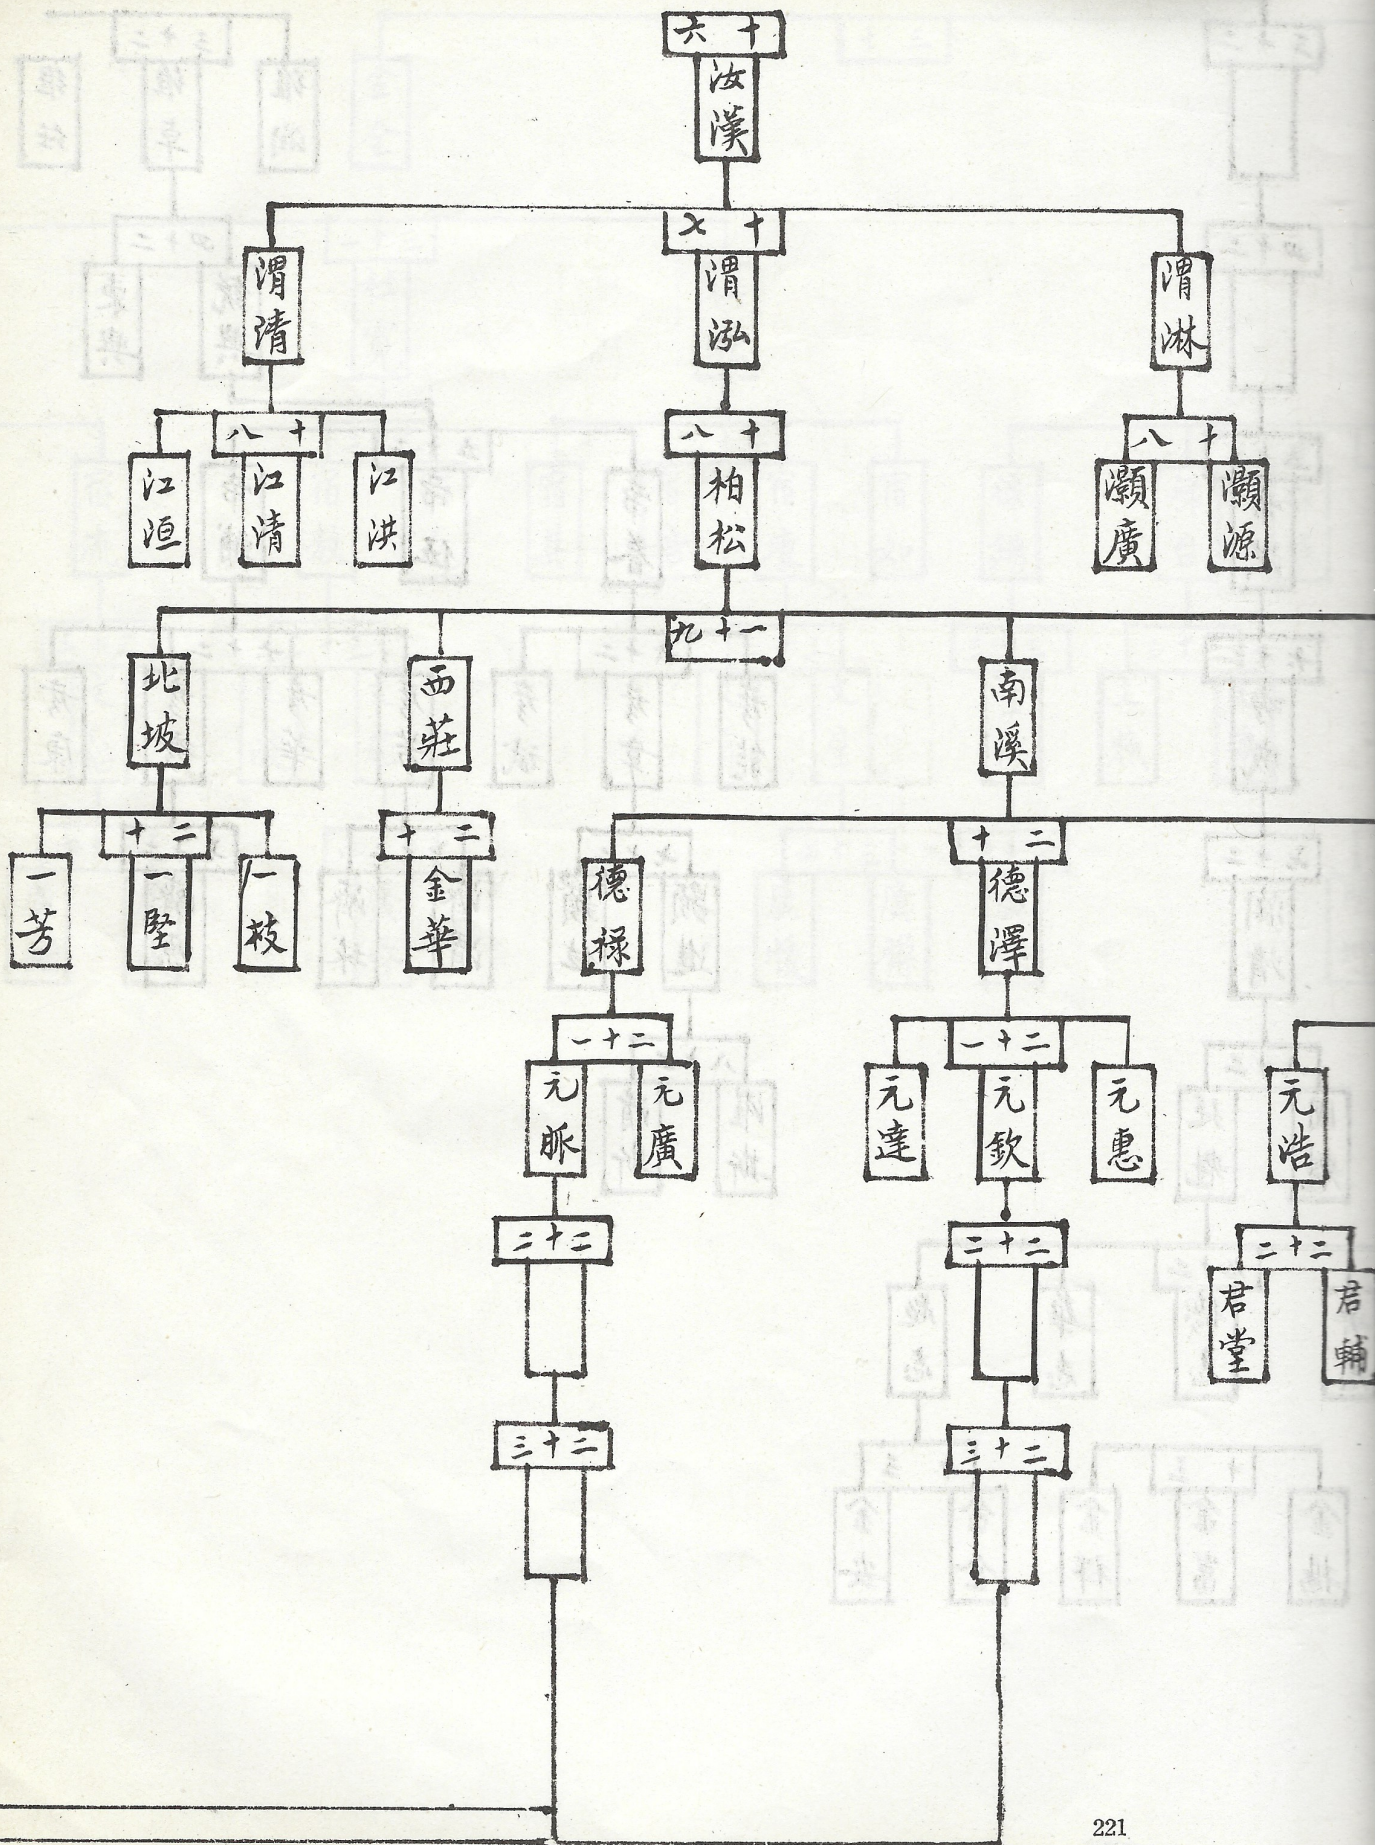 十六
汝漢
十七
渭淋
渭泓
渭清
十八
灝源
灝廣
十八
柏松
十八
江洪
江清
江洹
一十九
南溪
西莊
北坡
二十
德澤
德祿
二十
金華
二十
一枝
一堅
一芳
元浩
二十一
元惠
元欽
元達
二十一
元廣
元脈
二十二
君輔
君堂
二十二
二十二
二十三
二十三
221